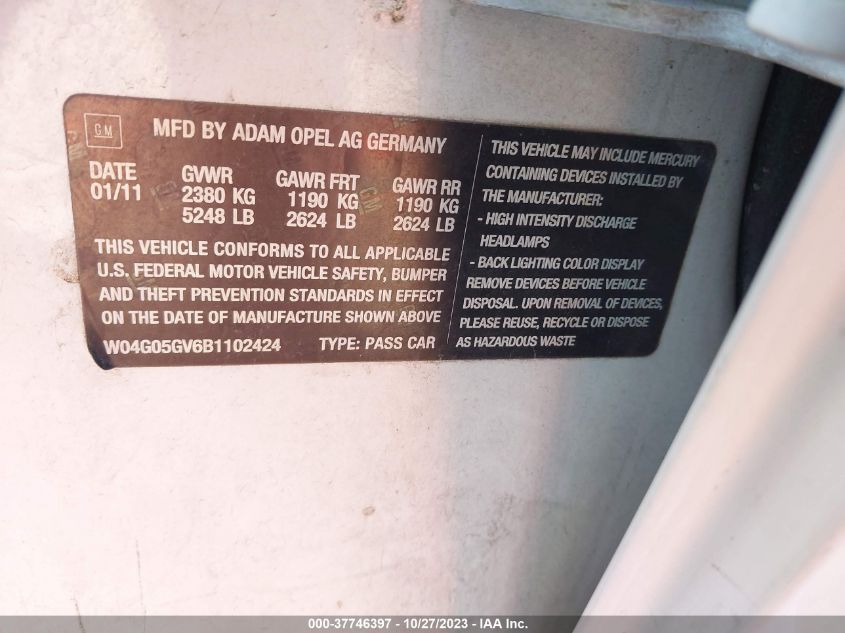 GM
MFD BY ADAM OPEL AG GERMANY
DATE GVWR GAWR FRT GAWR RR
01/11 2380 KG 1190 KG 1190 KG
5248 LB 2624 LB 2624 LB
THIS VEHICLE CONFORMS TO ALL APPLICABLE
U.S. FEDERAL MOTOR VEHICLE SAFETY, BUMPER
AND THEFT PREVENTION STANDARDS IN EFFECT
ON THE DATE OF MANUFACTURE SHOWN ABOVE
W04G05GV6B1102424 TYPE: PASS CAR
THIS VEHICLE MAY INCLUDE MERCURY
CONTAINING DEVICES INSTALLED BY
THE MANUFACTURER:
- HIGH INTENSITY DISCHARGE
HEADLAMPS
- BACK LIGHTING COLOR DISPLAY
REMOVE DEVICES BEFORE VEHICLE
DISPOSAL. UPON REMOVAL OF DEVICES,
PLEASE REUSE, RECYCLE OR DISPOSE
AS HAZARDOUS WASTE
000-37746397 - 10/27/2023 - IAA Inc.